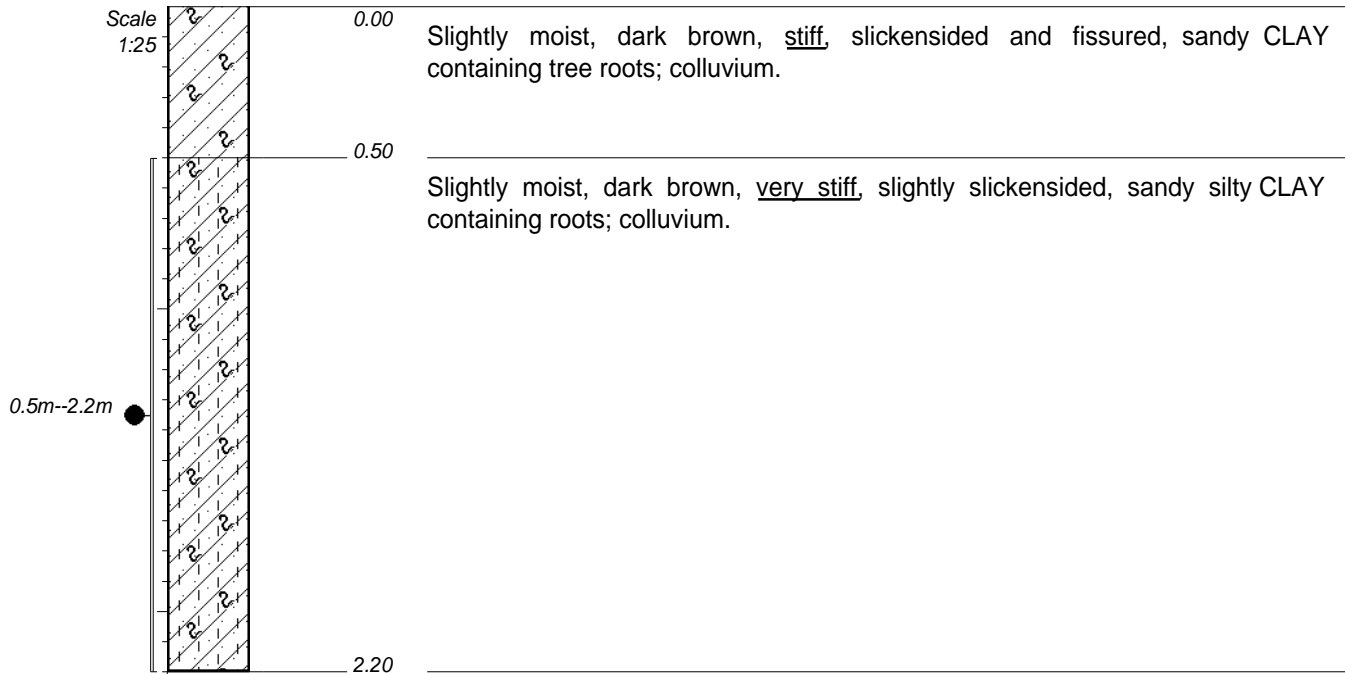 Scale
1:25
0.00
Slightly moist, dark brown, stiff, slickensided and fissured, sandy CLAY
containing tree roots; colluvium.
0.50
Slightly moist, dark brown, very stiff, slightly slickensided, sandy silty CLAY
containing roots; colluvium.
0.5m--2.2m
2.20